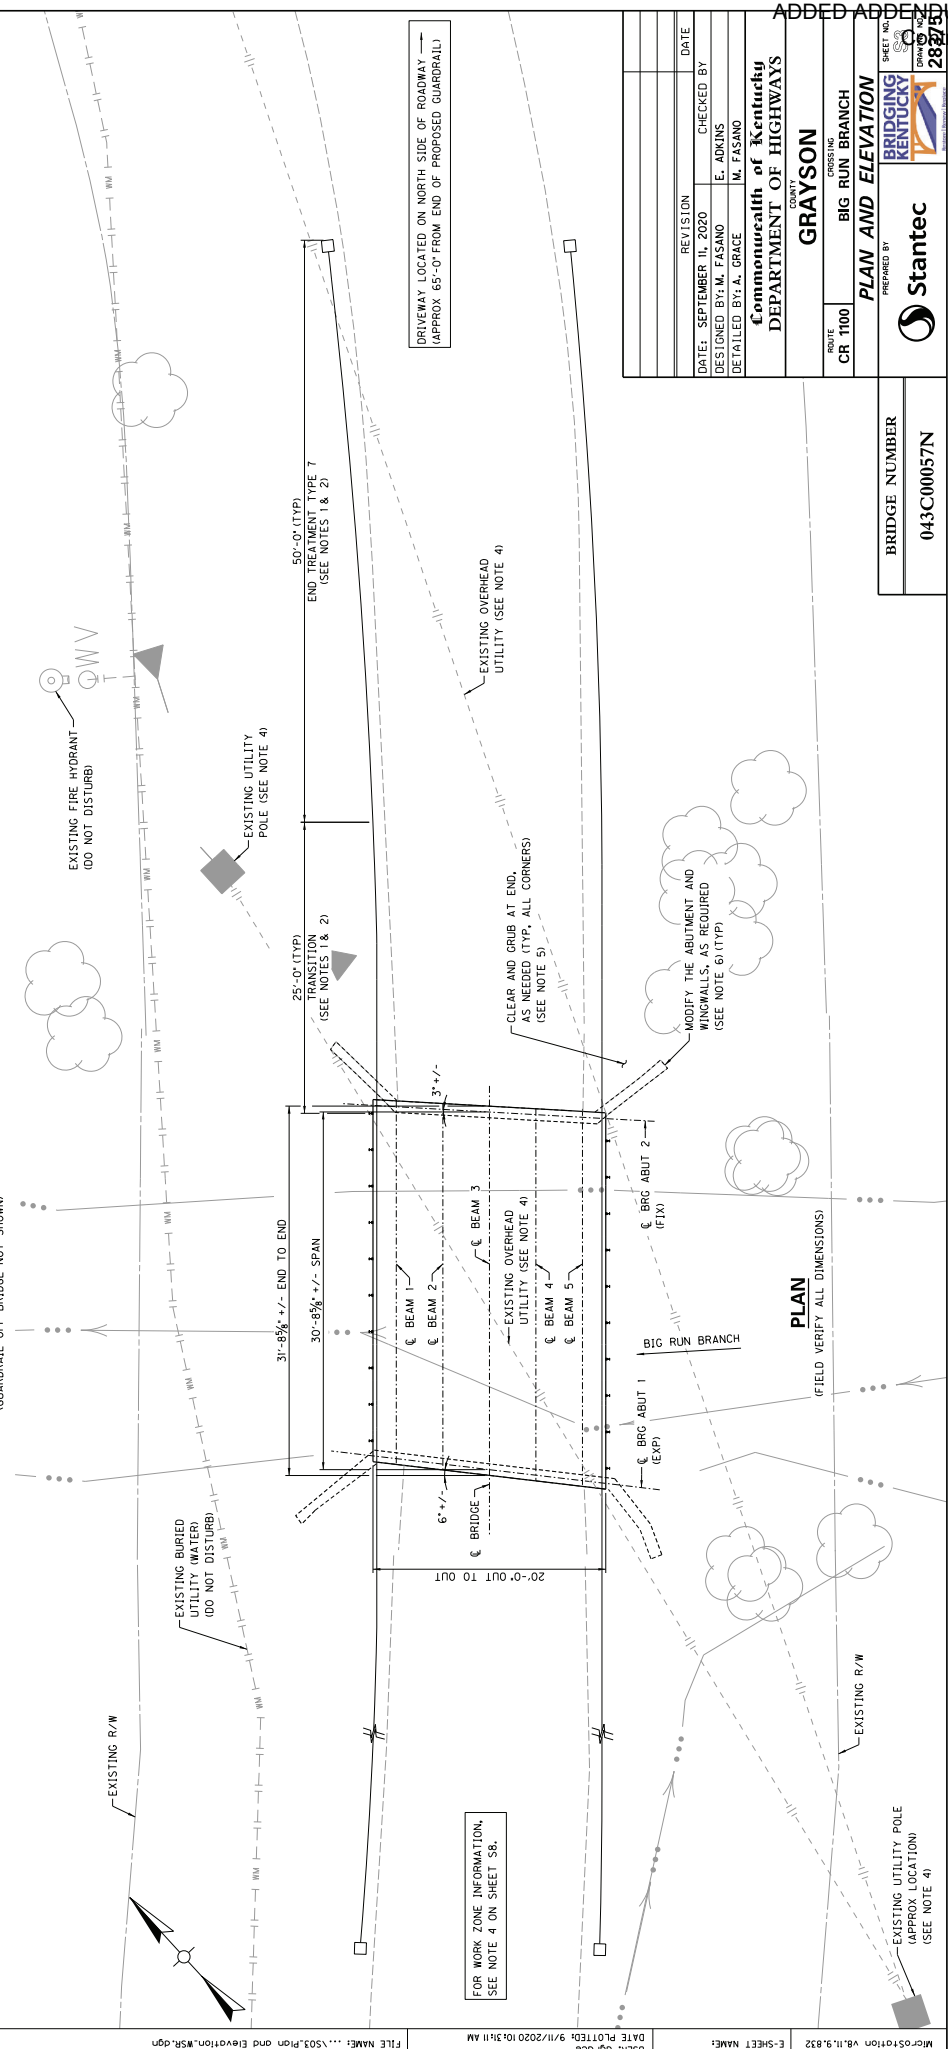 ADDED ADDENDU
(GUARDRAIL OFF BRIDGE NOT SHOWN)
WM
EXISTING FIRE HYDRANT
(DO NOT DISTURB)
WV
EXISTING UTILITY
POLE (SEE NOTE 4)
50'-0" (TYP)
END TREATMENT TYPE 7
(SEE NOTES 1 & 2)
25'-0" (TYP)
TRANSITION
(SEE NOTES 1 & 2)
DRIVEWAY LOCATED ON NORTH SIDE OF ROADWAY
(APPROX 65'-0" FROM END OF PROPOSED GUARDRAIL)
EXISTING OVERHEAD
UTILITY (SEE NOTE 4)
CLEAR AND GRUB AT END,
AS NEEDED (TYP. ALL CORNERS)
(SEE NOTE 5)
MODIFY THE ABUTMENT AND
WINGWALLS, AS REQUIRED
(SEE NOTE 6)(TYP)
31'-8⅝" +/- END TO END
30'-8⅝" +/- SPAN
3° +/-
6° +/-
℄ BEAM 1
℄ BEAM 2
℄ BEAM 3
EXISTING OVERHEAD
UTILITY (SEE NOTE 4)
℄ BEAM 4
℄ BEAM 5
℄ BRG ABUT 2
(FIX)
℄ BRG ABUT 1
(EXP)
BIG RUN BRANCH
℄ BRIDGE
20'-0" OUT TO OUT
PLAN
(FIELD VERIFY ALL DIMENSIONS)
EXISTING BURIED
UTILITY (WATER)
(DO NOT DISTURB)
EXISTING R/W
FOR WORK ZONE INFORMATION,
SEE NOTE 4 ON SHEET S8.
EXISTING R/W
EXISTING UTILITY POLE
(APPROX LOCATION)
(SEE NOTE 4)
REVISION
DATE
DATE: SEPTEMBER 11, 2020
CHECKED BY
DESIGNED BY: M. FASANO
E. ADKINS
DETAILED BY: A. GRACE
M. FASANO
Commonwealth of Kentucky
DEPARTMENT OF HIGHWAYS
COUNTY
GRAYSON
ROUTE
CR 1100
CROSSING
BIG RUN BRANCH
PLAN AND ELEVATION
PREPARED BY
Stantec
BRIDGING
KENTUCKY
SHEET NO.
S3
DRAWING NO.
28375
BRIDGE NUMBER
043C00057N
MicroStation v8.11.9.832
E-SHEET NAME:
DATE PLOTTED: 9/11/2020 10:31:11 AM
FILE NAME: ...\S03_Plan and Elevation_WSR.dgn